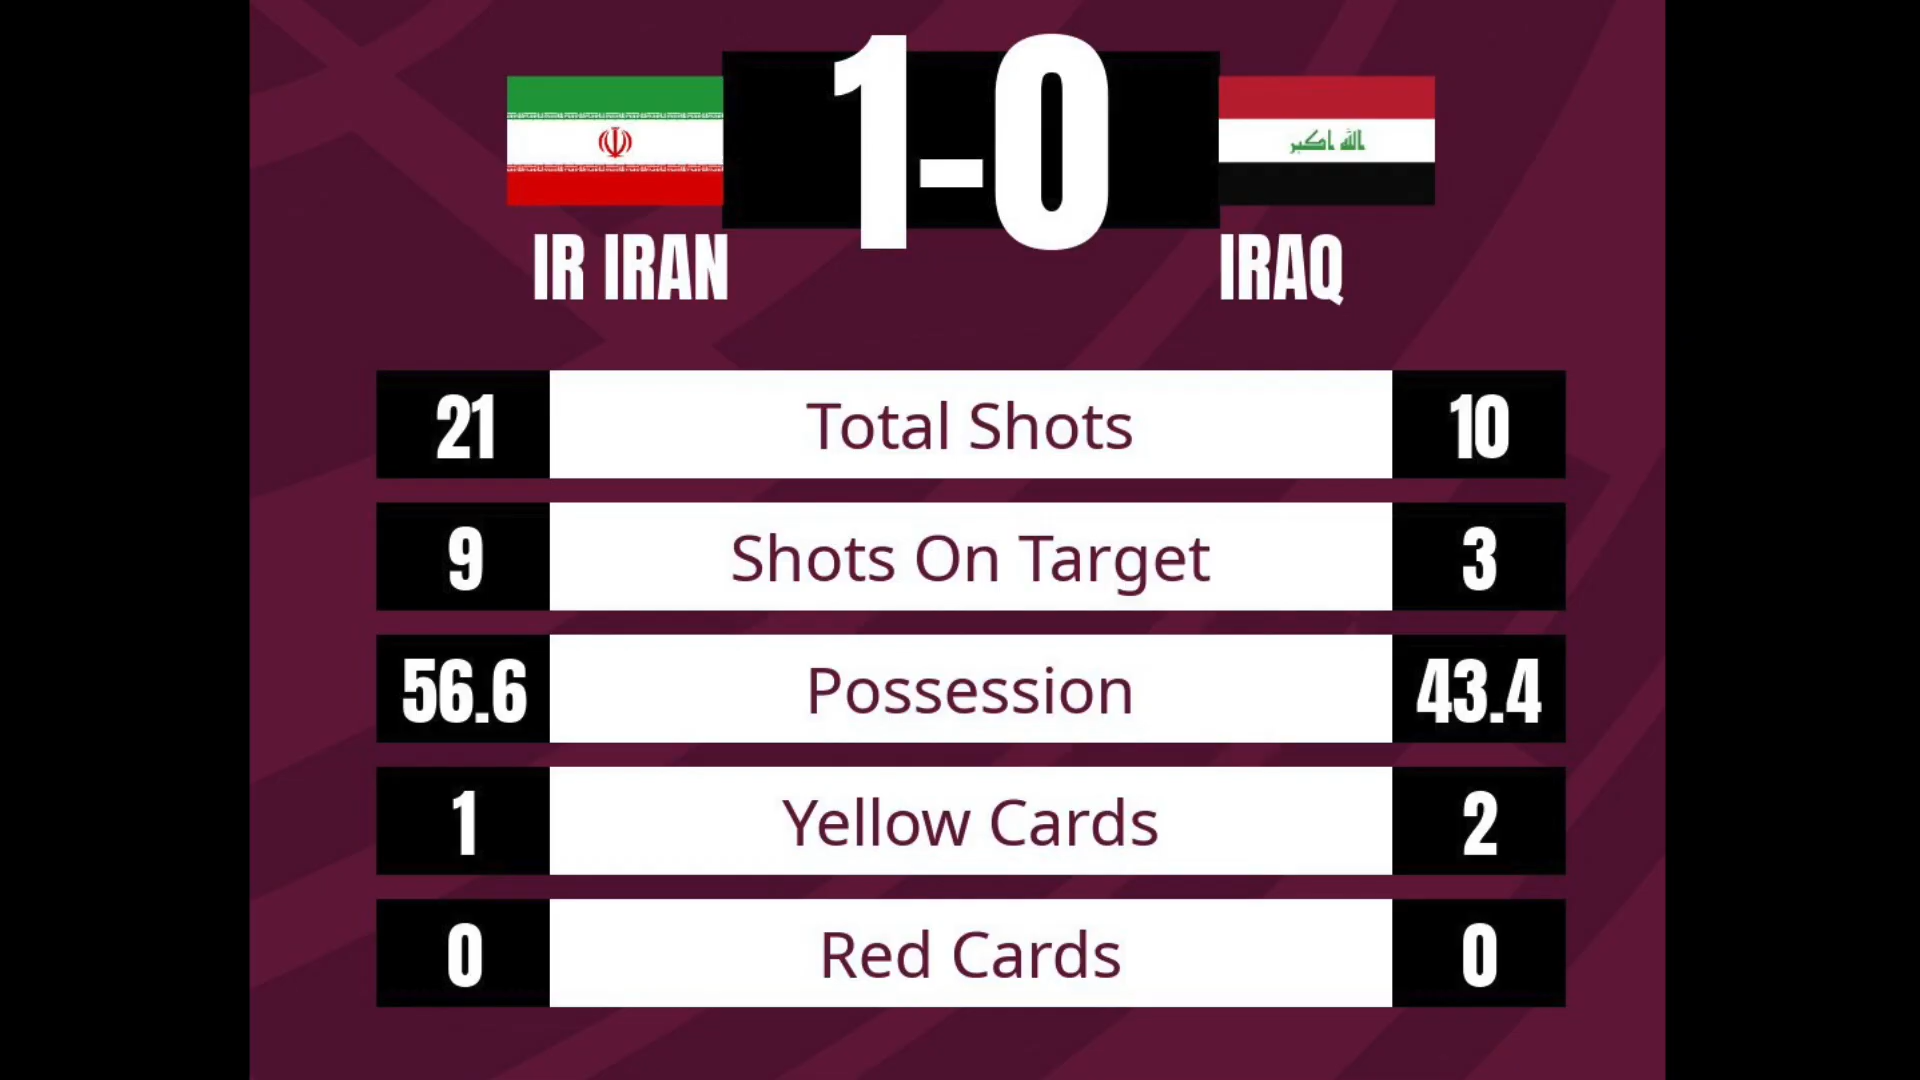 1-0
الله اكبر
IR IRAN
IRAQ
21 Total Shots 10
9 Shots On Target 3
56.6 Possession 43.4
1 Yellow Cards 2
0 Red Cards 0